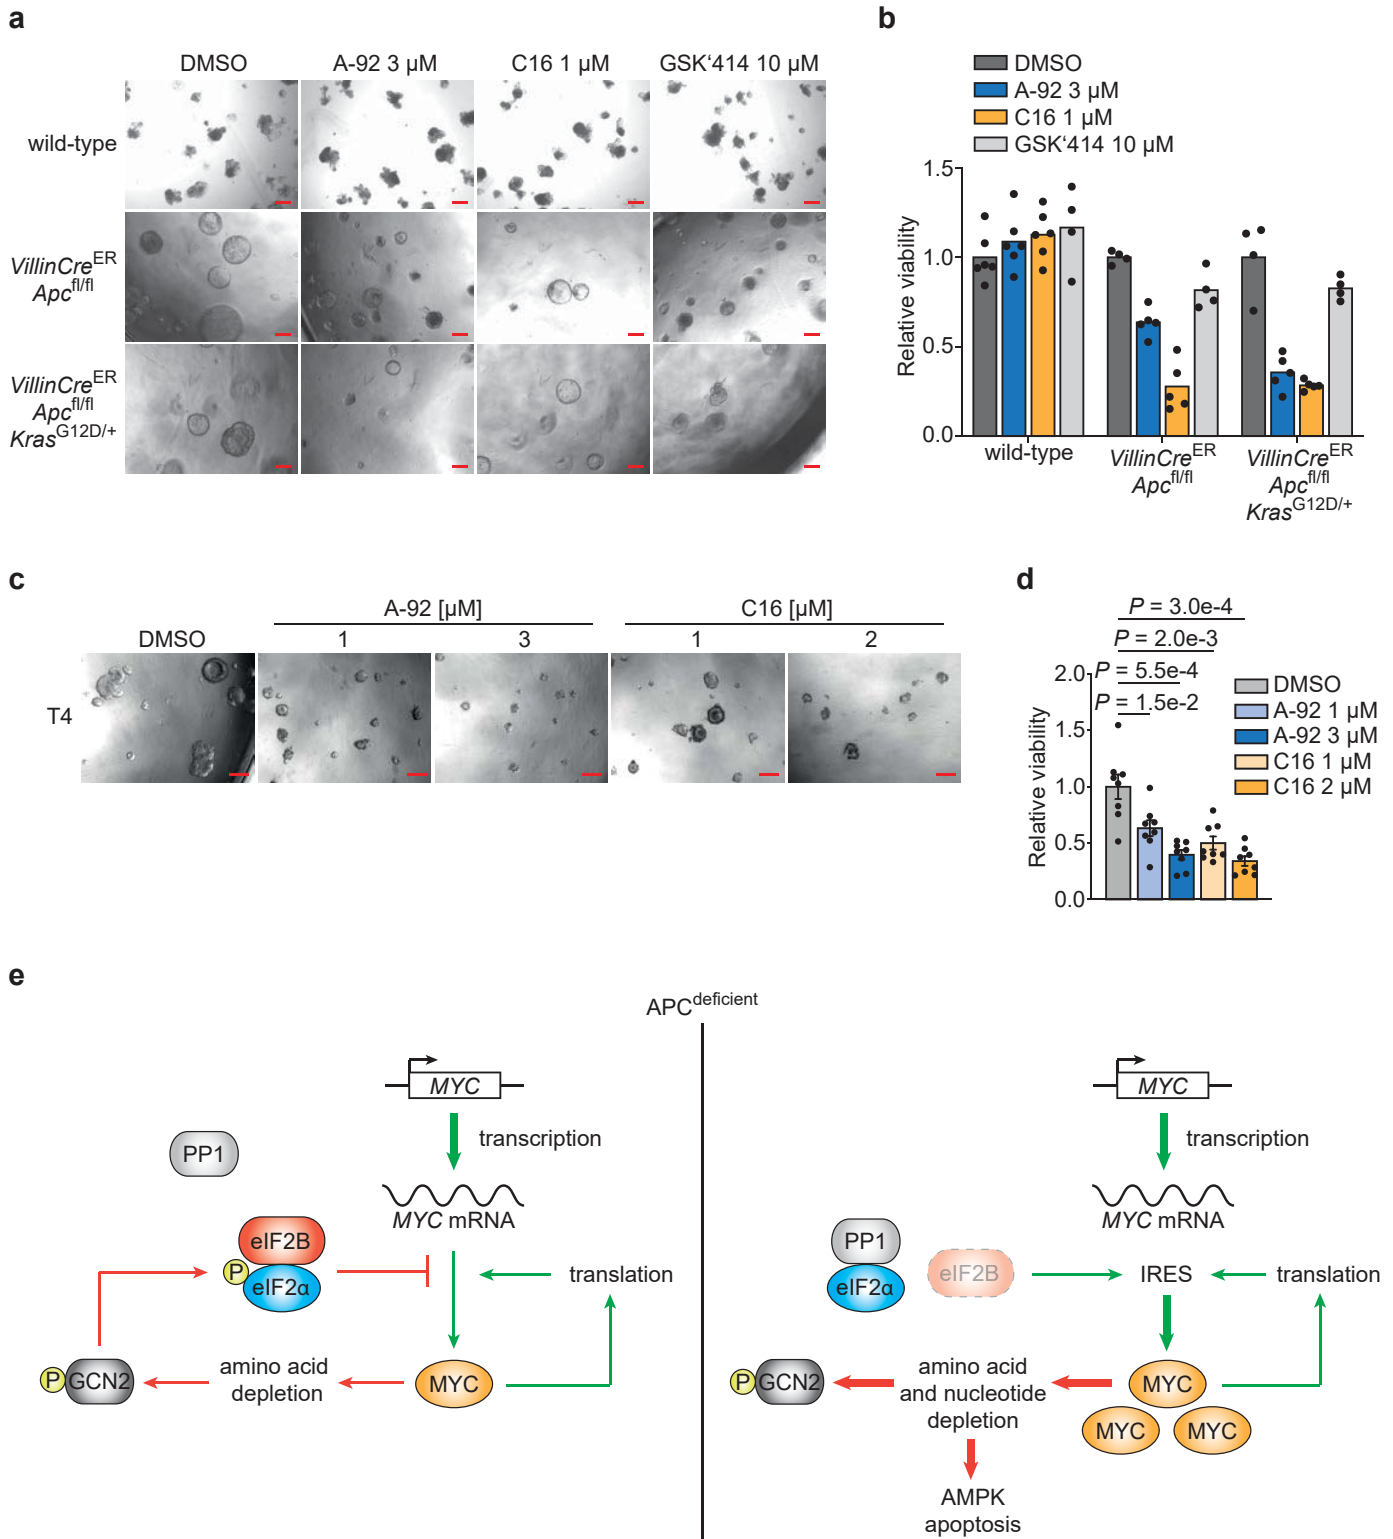 a
DMSO
A-92 3 µM
C16 1 µM
GSK‘414 10 µM
wild-type
VillinCreER
Apcfl/fl
VillinCreER
Apcfl/fl
KrasG12D/+
b
DMSO
A-92 3 µM
C16 1 µM
GSK‘414 10 µM
Relative viability
1.5
1.0
0.5
0.0
wild-type
VillinCreER
Apcfl/fl
VillinCreER
Apcfl/fl
KrasG12D/+
c
A-92 [µM]
C16 [µM]
DMSO
1
3
1
2
T4
d
P = 3.0e-4
P = 2.0e-3
P = 5.5e-4
P = 1.5e-2
Relative viability
2.0
1.5
1.0
0.5
0.0
DMSO
A-92 1 µM
A-92 3 µM
C16 1 µM
C16 2 µM
e
APCdeficient
MYC
transcription
PP1
MYC mRNA
eIF2B
P
eIF2α
translation
P
GCN2
amino acid
depletion
MYC
MYC
transcription
MYC mRNA
PP1
eIF2α
eIF2B
IRES
translation
P
GCN2
amino acid
and nucleotide
depletion
MYC
MYC
MYC
AMPK
apoptosis